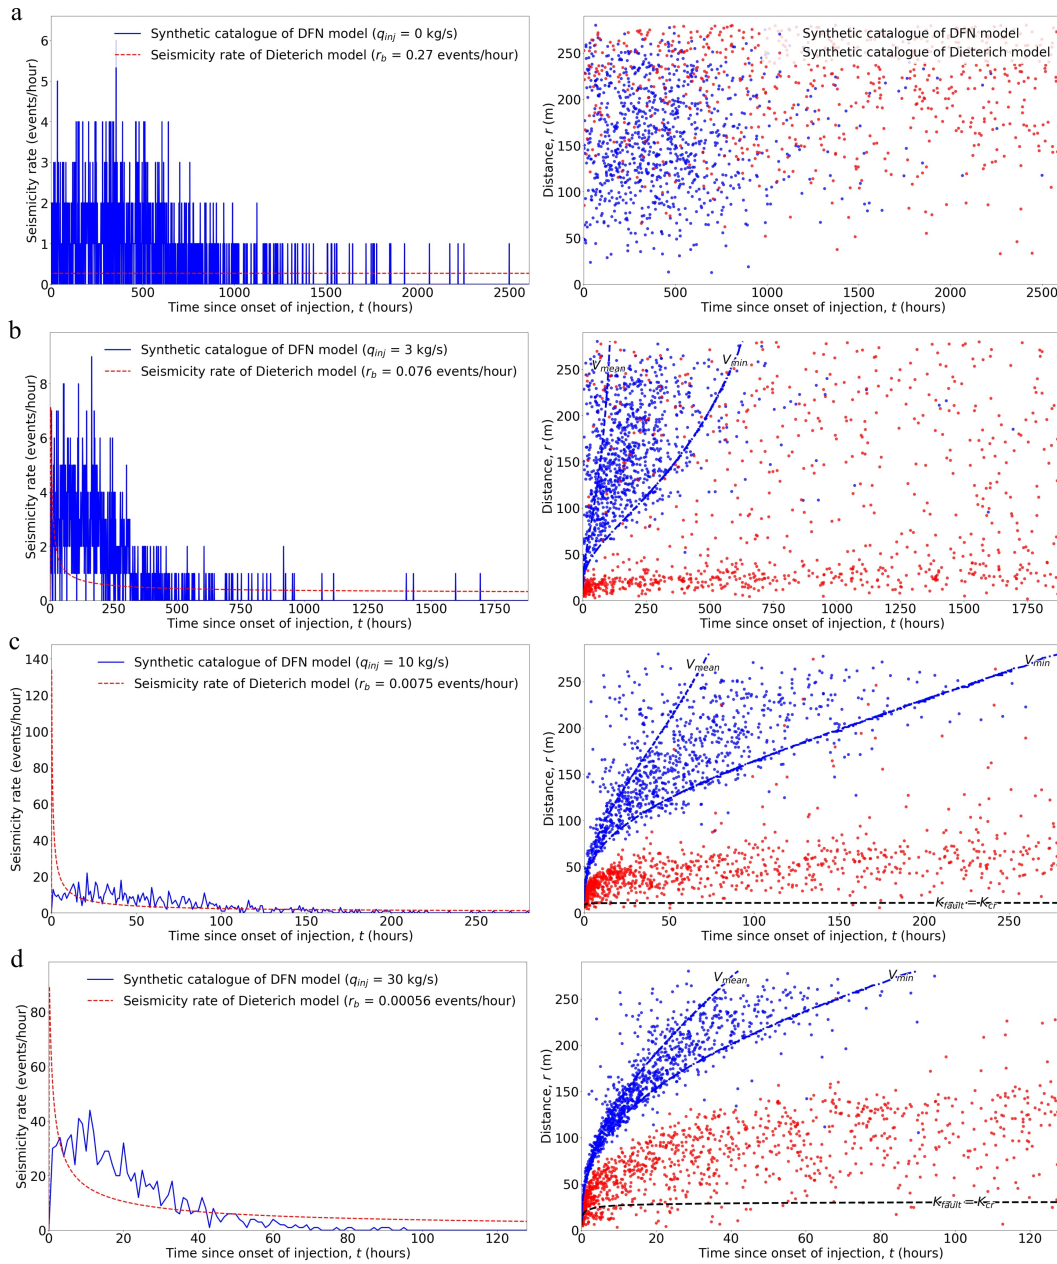 a
Synthetic catalogue of DFN model (q_inj = 0 kg/s)
Seismicity rate of Dieterich model (r_b = 0.27 events/hour)
Seismicity rate (events/hour)
6
5
4
3
2
1
0
0 500 1000 1500 2000 2500
Time since onset of injection, t (hours)
Synthetic catalogue of DFN model
Synthetic catalogue of Dieterich model
Distance, r (m)
250
200
150
100
50
0
0 500 1000 1500 2000 2500
Time since onset of injection, t (hours)
b
Synthetic catalogue of DFN model (q_inj = 3 kg/s)
Seismicity rate of Dieterich model (r_b = 0.076 events/hour)
Seismicity rate (events/hour)
8
6
4
2
0
0 250 500 750 1000 1250 1500 1750
Time since onset of injection, t (hours)
V_mean
V_min
Distance, r (m)
250
200
150
100
50
0
0 250 500 750 1000 1250 1500 1750
Time since onset of injection, t (hours)
c
Synthetic catalogue of DFN model (q_inj = 10 kg/s)
Seismicity rate of Dieterich model (r_b = 0.0075 events/hour)
Seismicity rate (events/hour)
140
120
100
80
60
40
20
0
0 50 100 150 200 250
Time since onset of injection, t (hours)
V_mean
V_min
K_fault = K_cr
Distance, r (m)
250
200
150
100
50
0
0 50 100 150 200 250
Time since onset of injection, t (hours)
d
Synthetic catalogue of DFN model (q_inj = 30 kg/s)
Seismicity rate of Dieterich model (r_b = 0.00056 events/hour)
Seismicity rate (events/hour)
80
60
40
20
0
0 20 40 60 80 100 120
Time since onset of injection, t (hours)
V_mean
V_min
K_fault = K_cr
Distance, r (m)
250
200
150
100
50
0
0 20 40 60 80 100 120
Time since onset of injection, t (hours)